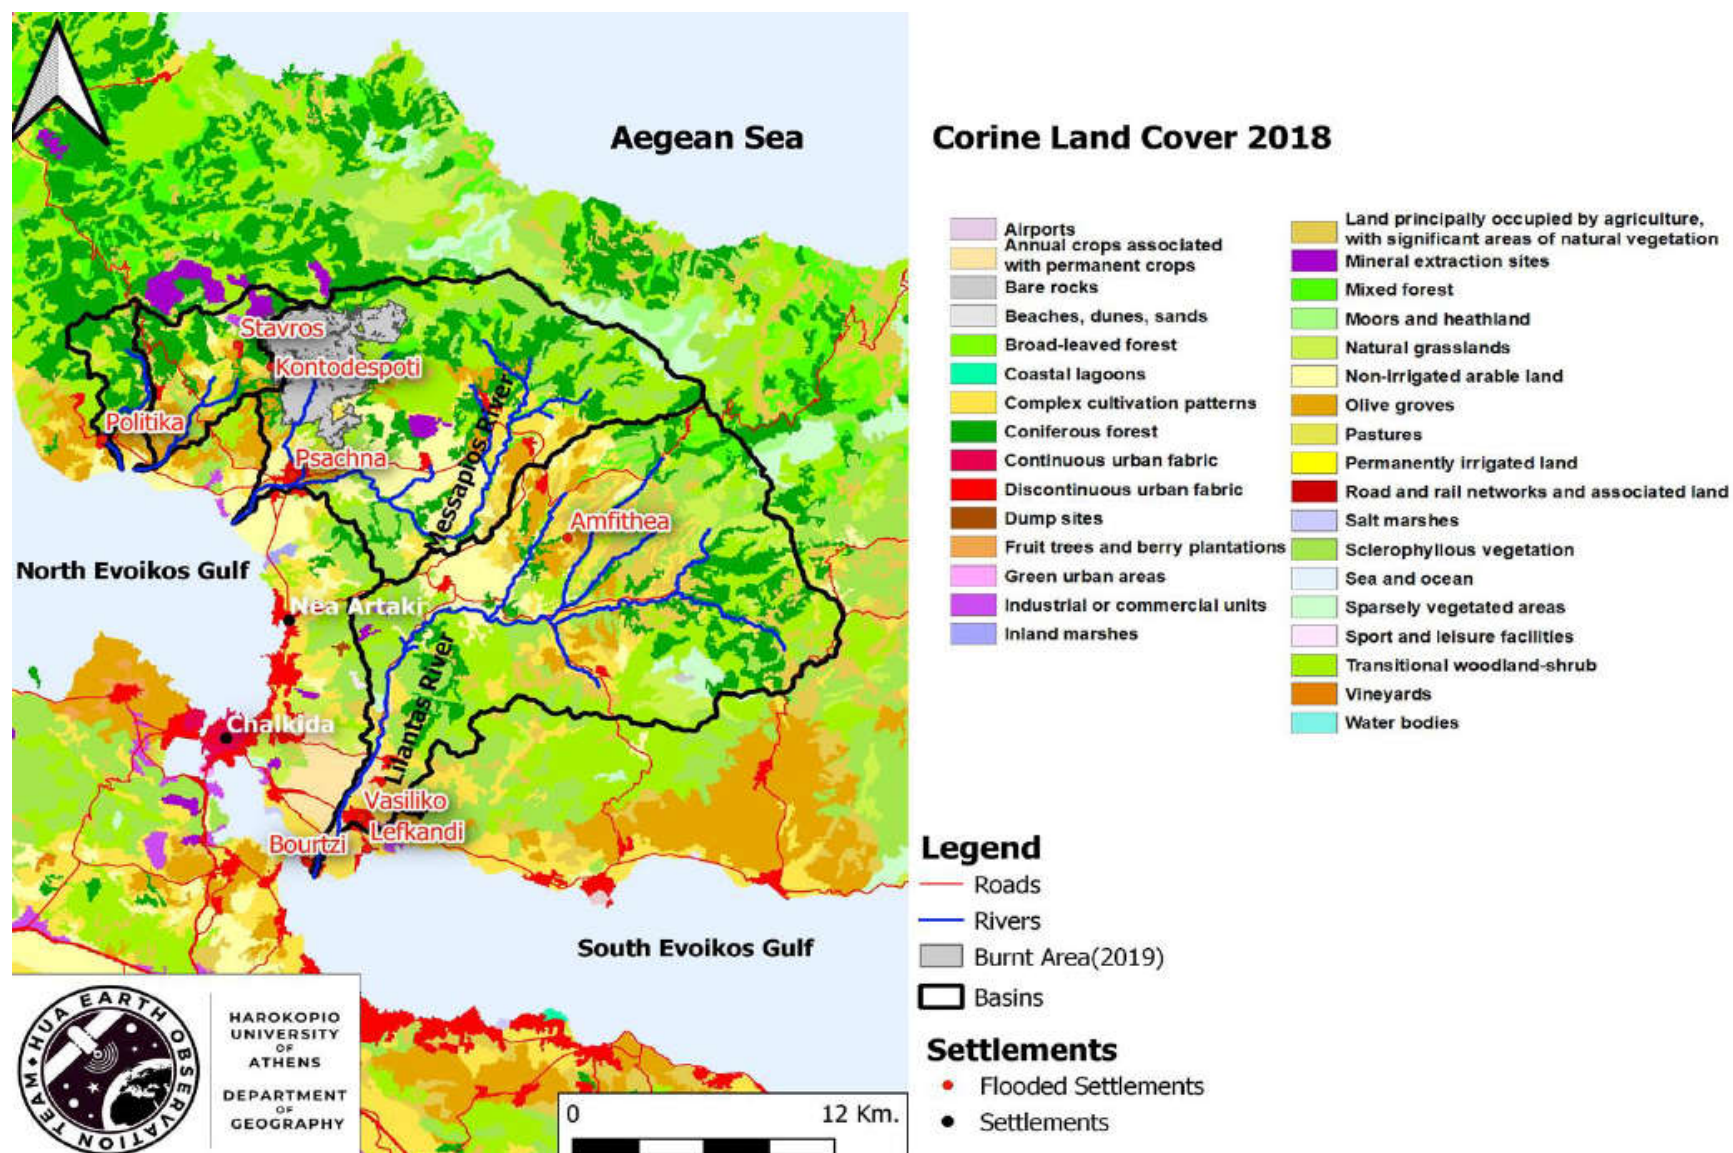 Aegean Sea
Stavros
Kontodespoti
Politika
Psachna
Messapios River
Amfithea
North Evoikos Gulf
Nea Artaki
Lilantas River
Chalkida
Vasiliko
Lefkandi
Bourtzi
South Evoikos Gulf
HUA EARTH OBSERVATION TEAM
HAROKOPIO
UNIVERSITY
OF
ATHENS
DEPARTMENT
OF
GEOGRAPHY
0 12 Km.
Corine Land Cover 2018
Airports
Annual crops associated
with permanent crops
Bare rocks
Beaches, dunes, sands
Broad-leaved forest
Coastal lagoons
Complex cultivation patterns
Coniferous forest
Continuous urban fabric
Discontinuous urban fabric
Dump sites
Fruit trees and berry plantations
Green urban areas
Industrial or commercial units
Inland marshes
Land principally occupied by agriculture,
with significant areas of natural vegetation
Mineral extraction sites
Mixed forest
Moors and heathland
Natural grasslands
Non-irrigated arable land
Olive groves
Pastures
Permanently irrigated land
Road and rail networks and associated land
Salt marshes
Sclerophyllous vegetation
Sea and ocean
Sparsely vegetated areas
Sport and leisure facilities
Transitional woodland-shrub
Vineyards
Water bodies
Legend
Roads
Rivers
Burnt Area(2019)
Basins
Settlements
Flooded Settlements
Settlements